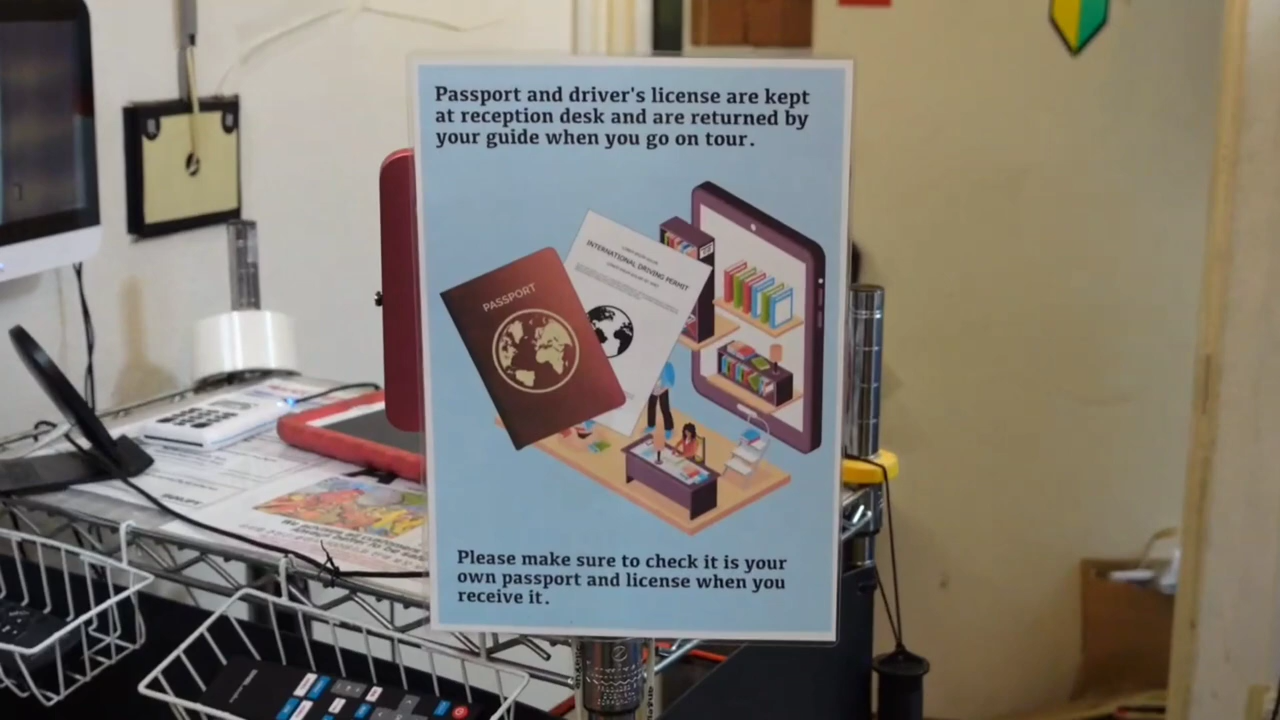 Passport and driver's license are kept
at reception desk and are returned by
your guide when you go on tour.
INTERNATIONAL DRIVING PERMIT
PASSPORT
Please make sure to check it is your
own passport and license when you
receive it.